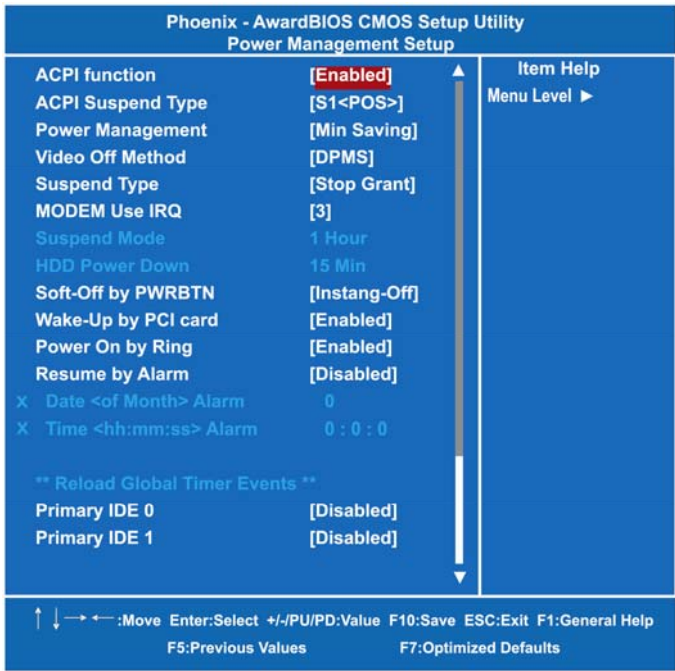 Phoenix - AwardBIOS CMOS Setup Utility
Power Management Setup
ACPI function [Enabled]
ACPI Suspend Type [S1<POS>]
Power Management [Min Saving]
Video Off Method [DPMS]
Suspend Type [Stop Grant]
MODEM Use IRQ [3]
Suspend Mode 1 Hour
HDD Power Down 15 Min
Soft-Off by PWRBTN [Instang-Off]
Wake-Up by PCI card [Enabled]
Power On by Ring [Enabled]
Resume by Alarm [Disabled]
x Date <of Month> Alarm 0
x Time <hh:mm:ss> Alarm 0 : 0 : 0
** Reload Global Timer Events **
Primary IDE 0 [Disabled]
Primary IDE 1 [Disabled]
Item Help
Menu Level ►
↑ ↓ → ← :Move Enter:Select +/-/PU/PD:Value F10:Save ESC:Exit F1:General Help
F5:Previous Values F7:Optimized Defaults